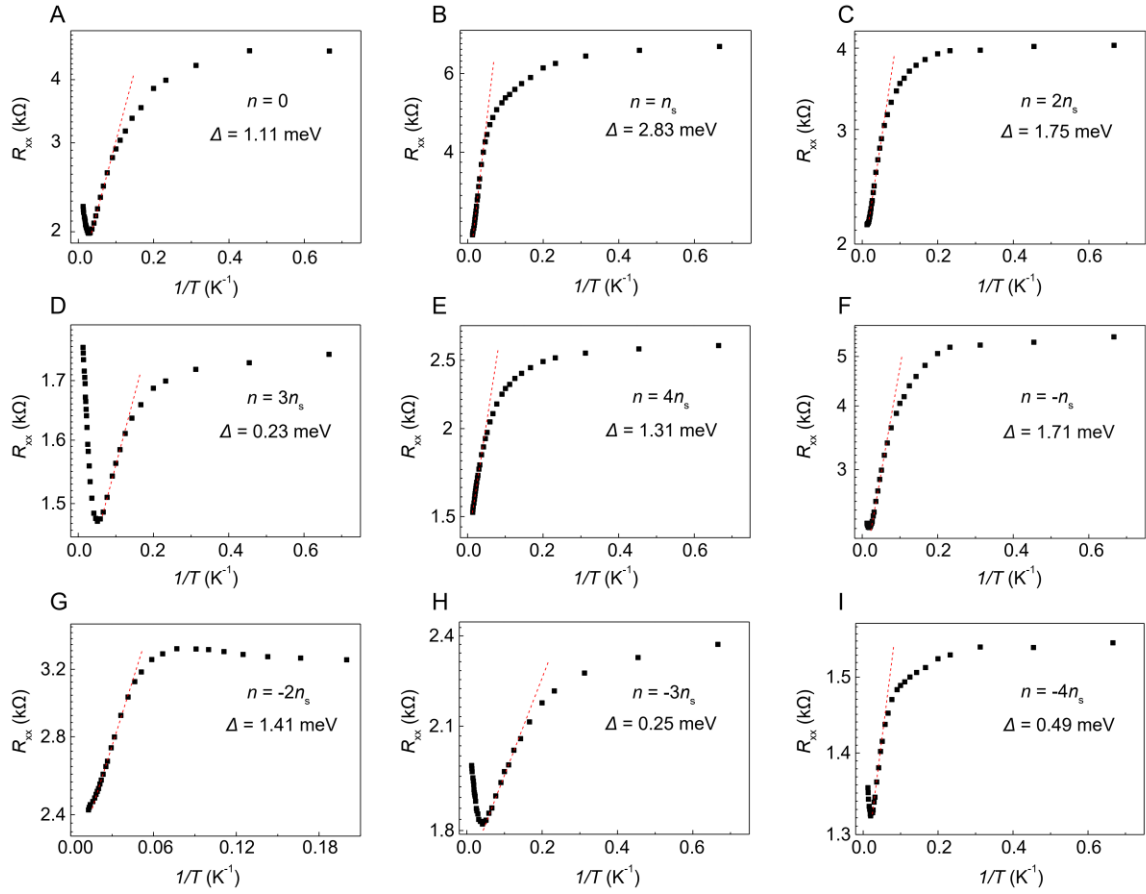 A
4
3
2
R_xx (kΩ)
n = 0
Δ = 1.11 meV
0.0 0.2 0.4 0.6
1/T (K⁻¹)
B
6
4
R_xx (kΩ)
n = n_s
Δ = 2.83 meV
0.0 0.2 0.4 0.6
1/T (K⁻¹)
C
4
3
2
R_xx (kΩ)
n = 2n_s
Δ = 1.75 meV
0.0 0.2 0.4 0.6
1/T (K⁻¹)
D
1.7
1.6
1.5
R_xx (kΩ)
n = 3n_s
Δ = 0.23 meV
0.0 0.2 0.4 0.6
1/T (K⁻¹)
E
2.5
2
1.5
R_xx (kΩ)
n = 4n_s
Δ = 1.31 meV
0.0 0.2 0.4 0.6
1/T (K⁻¹)
F
5
3
R_xx (kΩ)
n = -n_s
Δ = 1.71 meV
0.0 0.2 0.4 0.6
1/T (K⁻¹)
G
3.2
2.8
2.4
R_xx (kΩ)
n = -2n_s
Δ = 1.41 meV
0.00 0.06 0.12 0.18
1/T (K⁻¹)
H
2.4
2.1
1.8
R_xx (kΩ)
n = -3n_s
Δ = 0.25 meV
0.0 0.2 0.4 0.6
1/T (K⁻¹)
I
1.5
1.4
1.3
R_xx (kΩ)
n = -4n_s
Δ = 0.49 meV
0.0 0.2 0.4 0.6
1/T (K⁻¹)